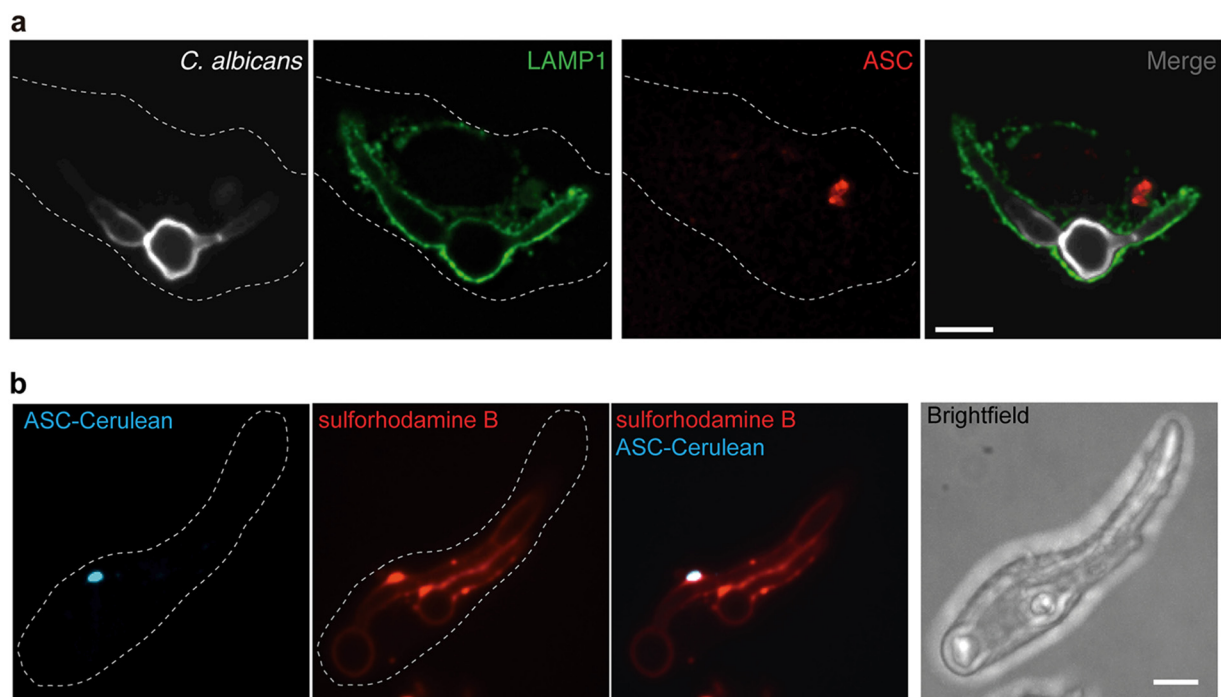 a
C. albicans
LAMP1
ASC
Merge
b
ASC-Cerulean
sulforhodamine B
sulforhodamine B
ASC-Cerulean
Brightfield